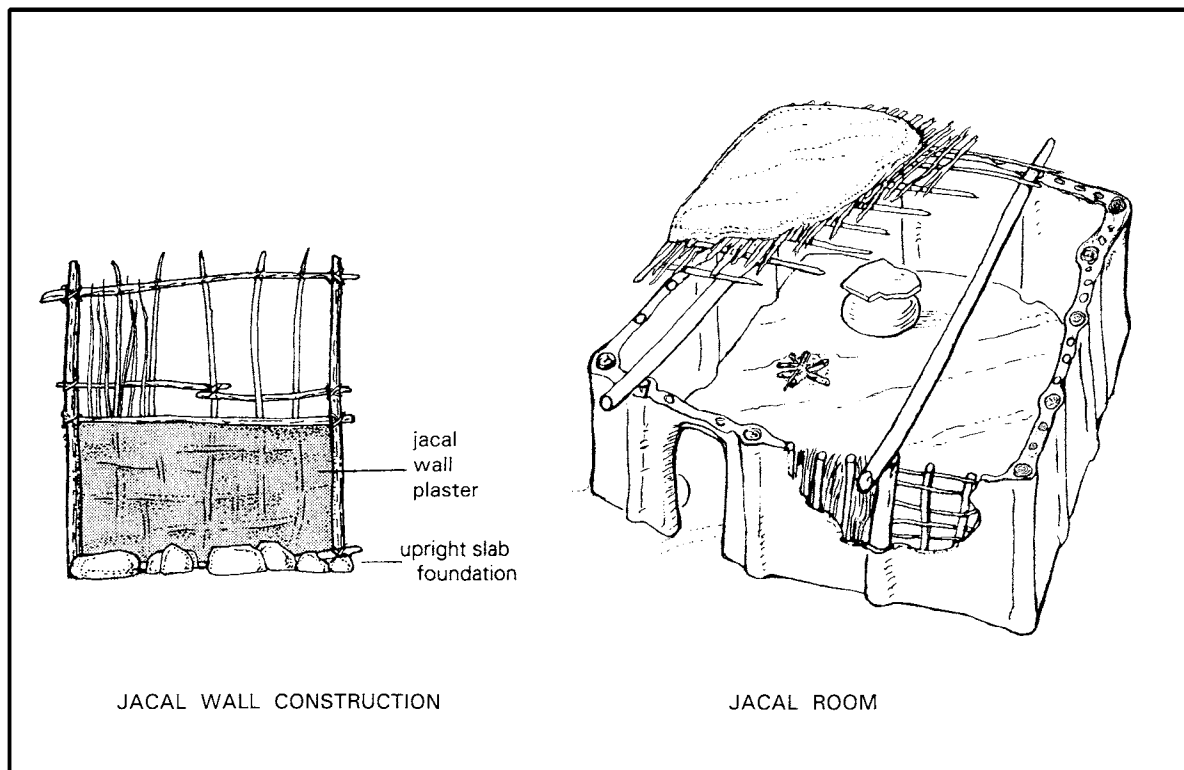 jacal
wall
plaster
upright slab
foundation
JACAL WALL CONSTRUCTION
JACAL ROOM